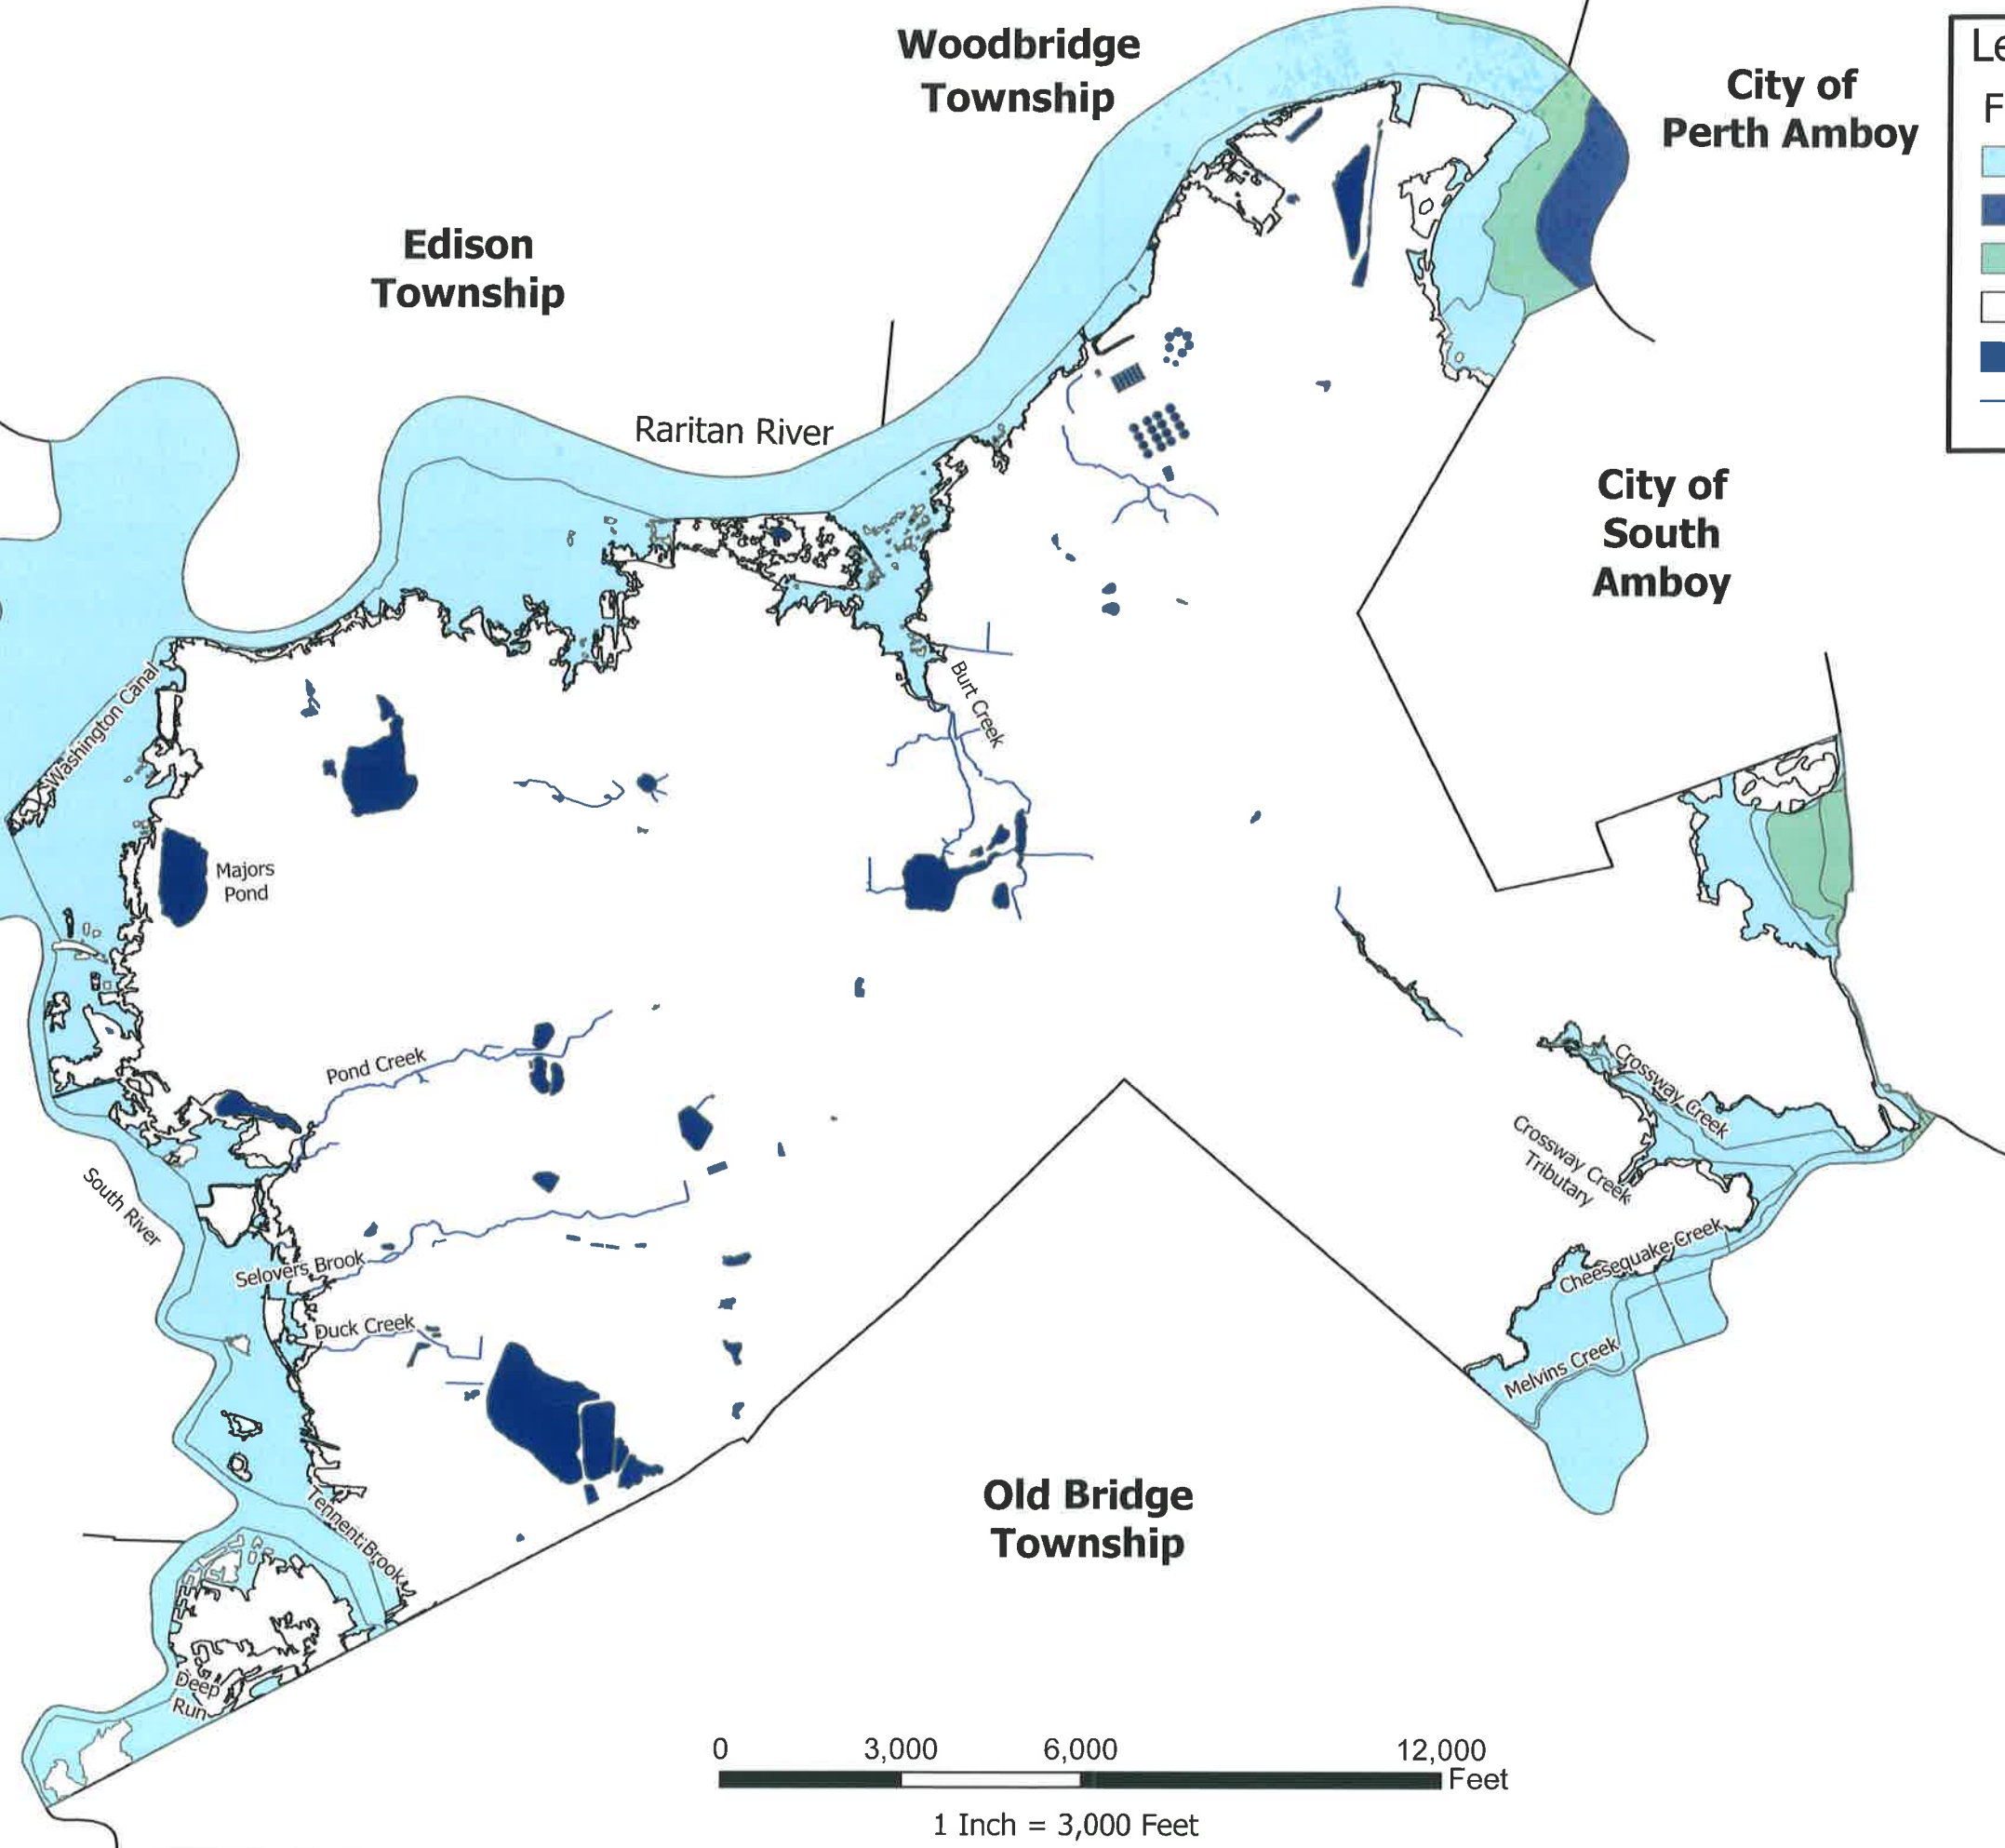 Woodbridge
Township
City of
Perth Amboy
Le
F
Edison
Township
Raritan River
City of
South
Amboy
Washington Canal
Burt Creek
Majors
Pond
Pond Creek
Crossway Creek
Crossway Creek
Tributary
South River
Selovers Brook
Cheesequake Creek
Duck Creek
Melvins Creek
Tennent Brook
Old Bridge
Township
Deep
Run
0 3,000 6,000 12,000
Feet
1 Inch = 3,000 Feet